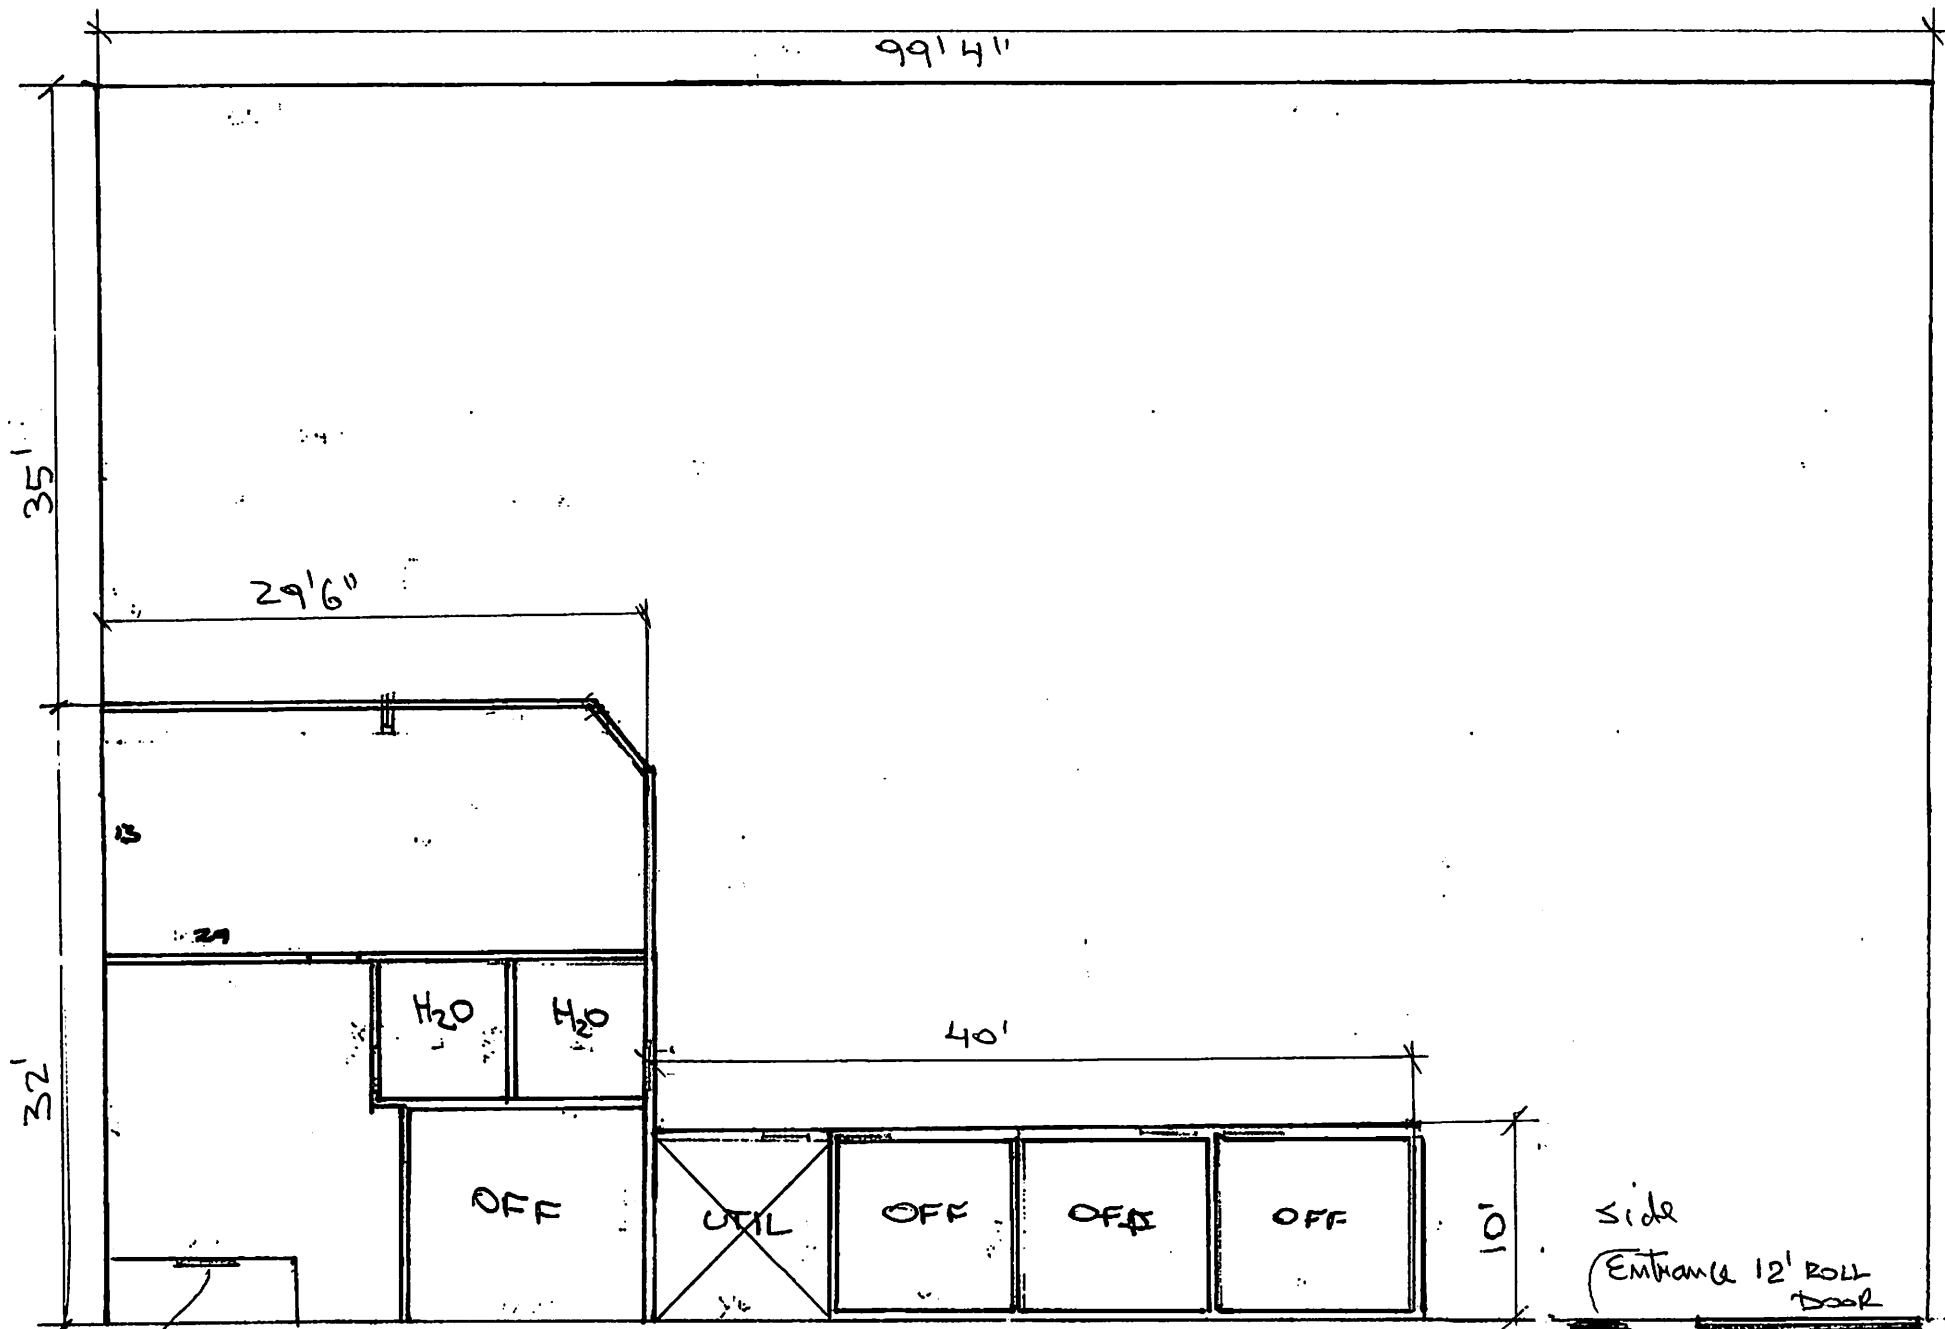 99'4"
35'
29'6"
13
29
H2O H2O
40'
32'
OFF
UTIL
OFF
OFF
OFF
10'
side
Entrance 12' ROLL
DOOR